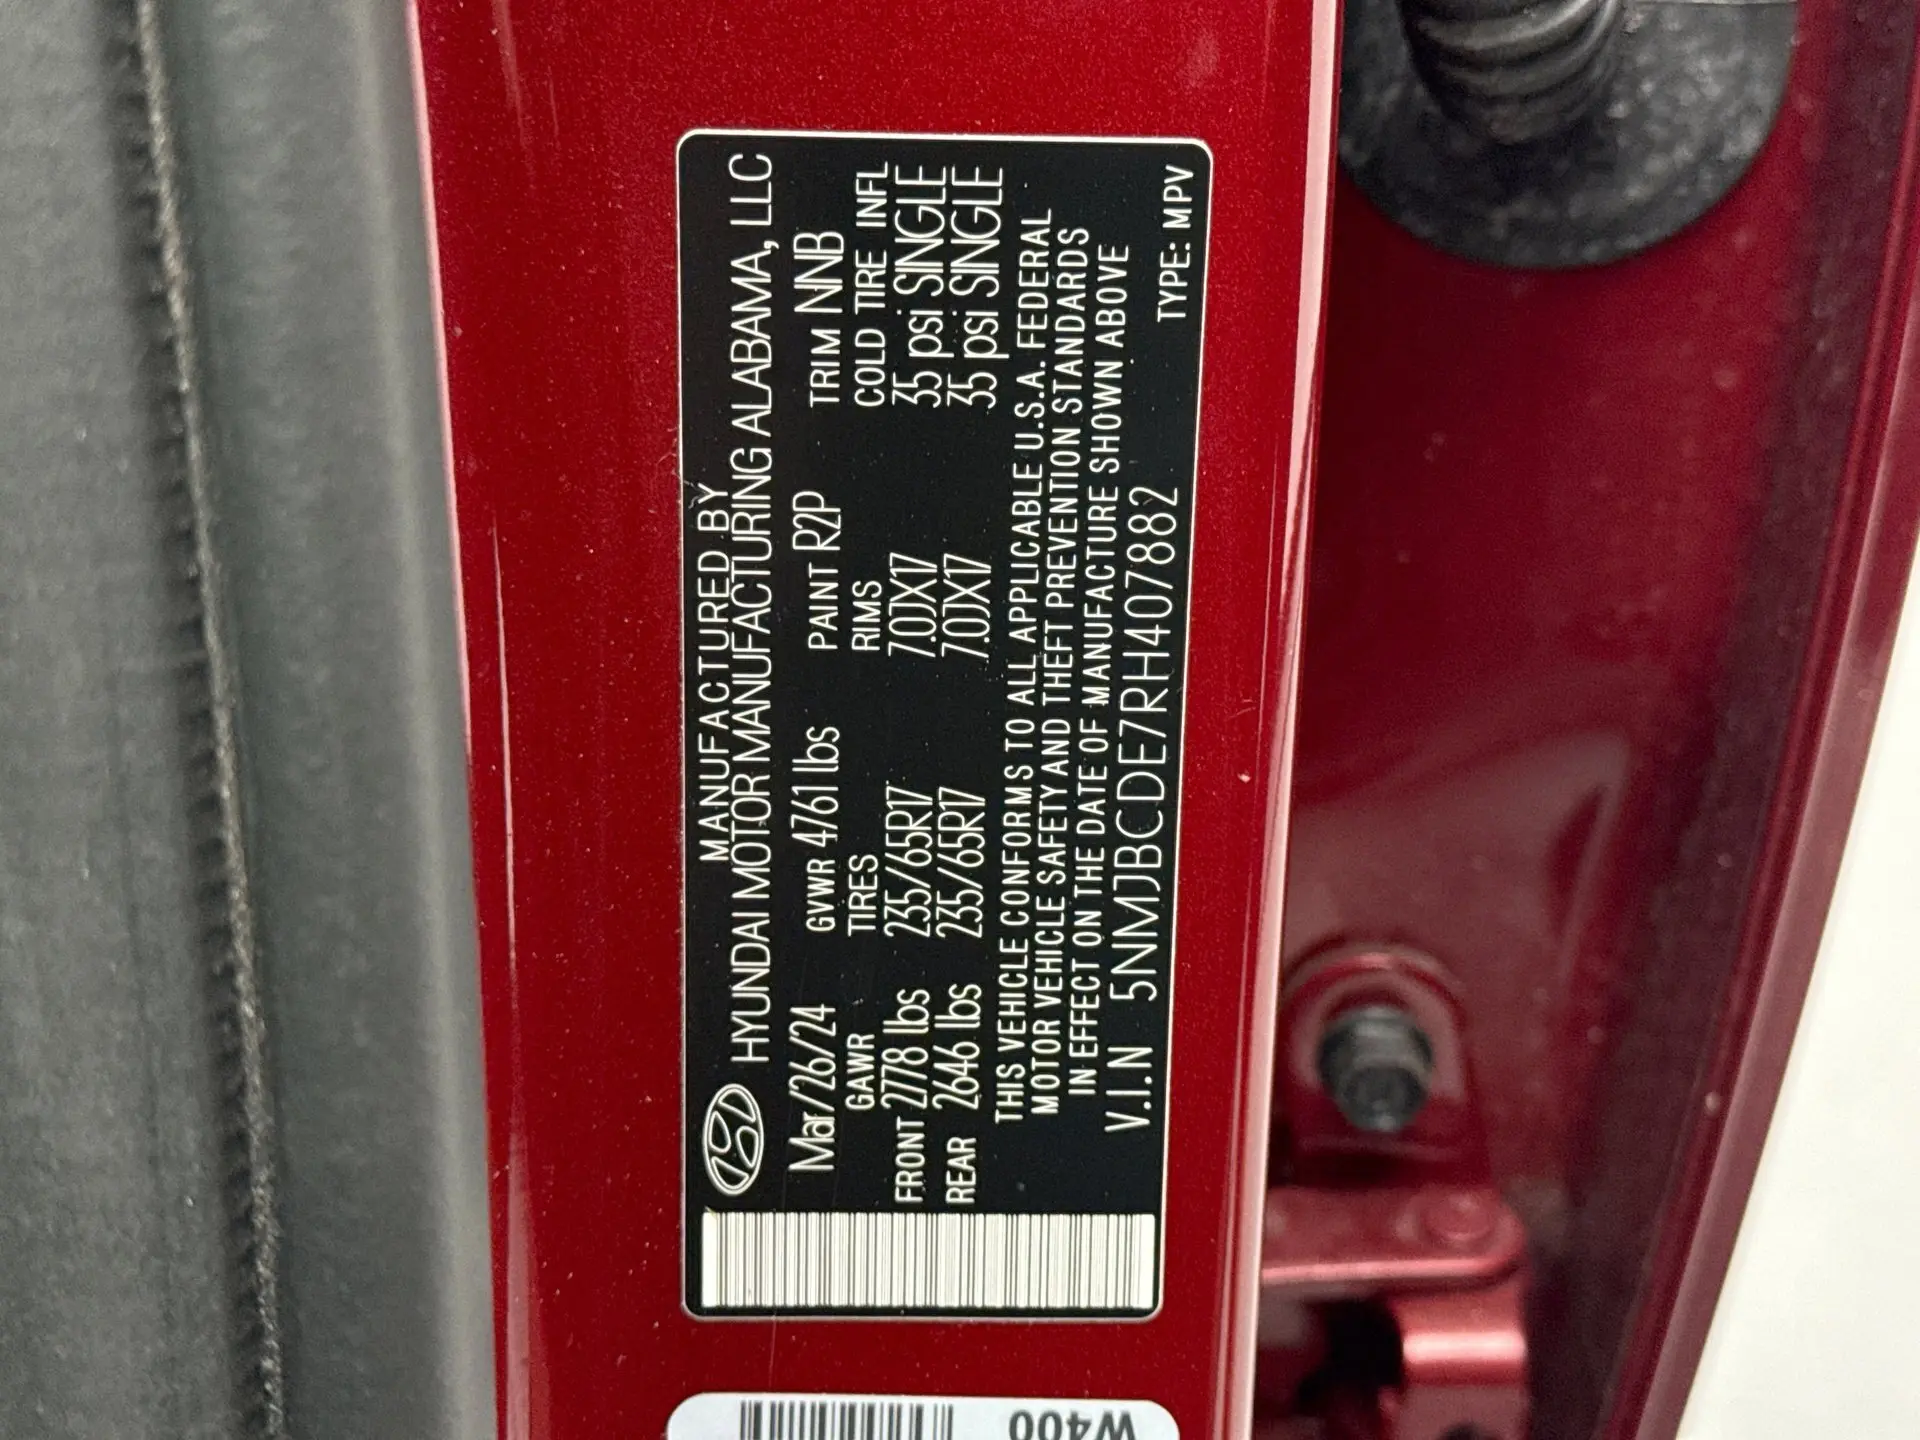 MANUFACTURED BY
HYUNDAI MOTOR MANUFACTURING ALABAMA, LLC
Mar/26/24 GVWR 4761 lbs PAINT R2P TRIM NNB
GAWR TIRES RIMS COLD TIRE INFL
FRONT 2778 lbs 235/65R17 7.0JX17 35 psi SINGLE
REAR 2646 lbs 235/65R17 7.0JX17 35 psi SINGLE
THIS VEHICLE CONFORMS TO ALL APPLICABLE U.S.A. FEDERAL
MOTOR VEHICLE SAFETY AND THEFT PREVENTION STANDARDS
IN EFFECT ON THE DATE OF MANUFACTURE SHOWN ABOVE
V.I.N 5NMJBCDE7RH407882 TYPE: MPV
W400